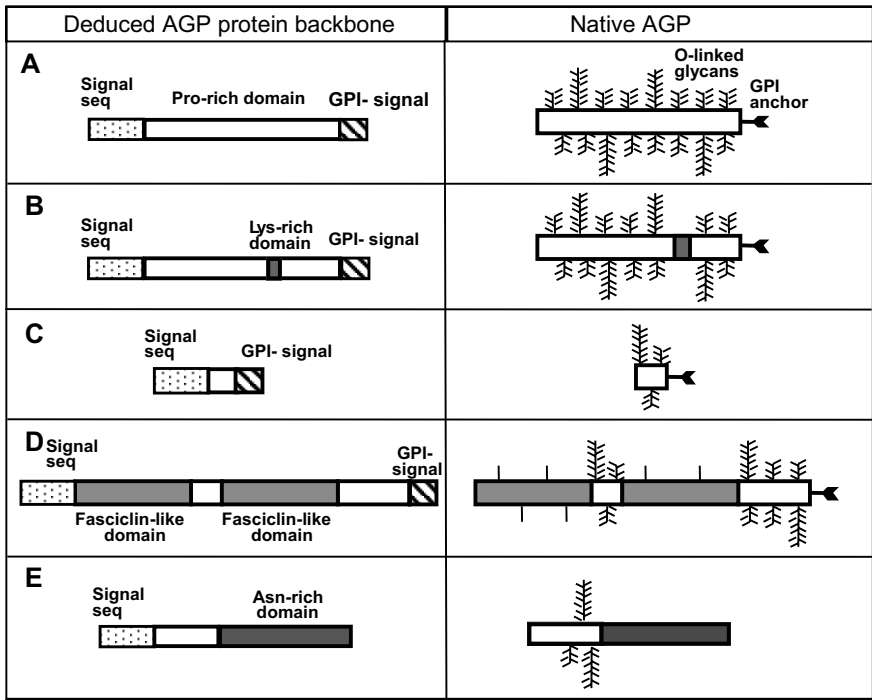 Deduced AGP protein backbone
Native AGP
A
Signal
seq
Pro-rich domain
GPI- signal
O-linked
glycans
GPI
anchor
B
Signal
seq
Lys-rich
domain
GPI- signal
C
Signal
seq
GPI- signal
D
Signal
seq
GPI-
signal
Fasciclin-like
domain
Fasciclin-like
domain
E
Signal
seq
Asn-rich
domain